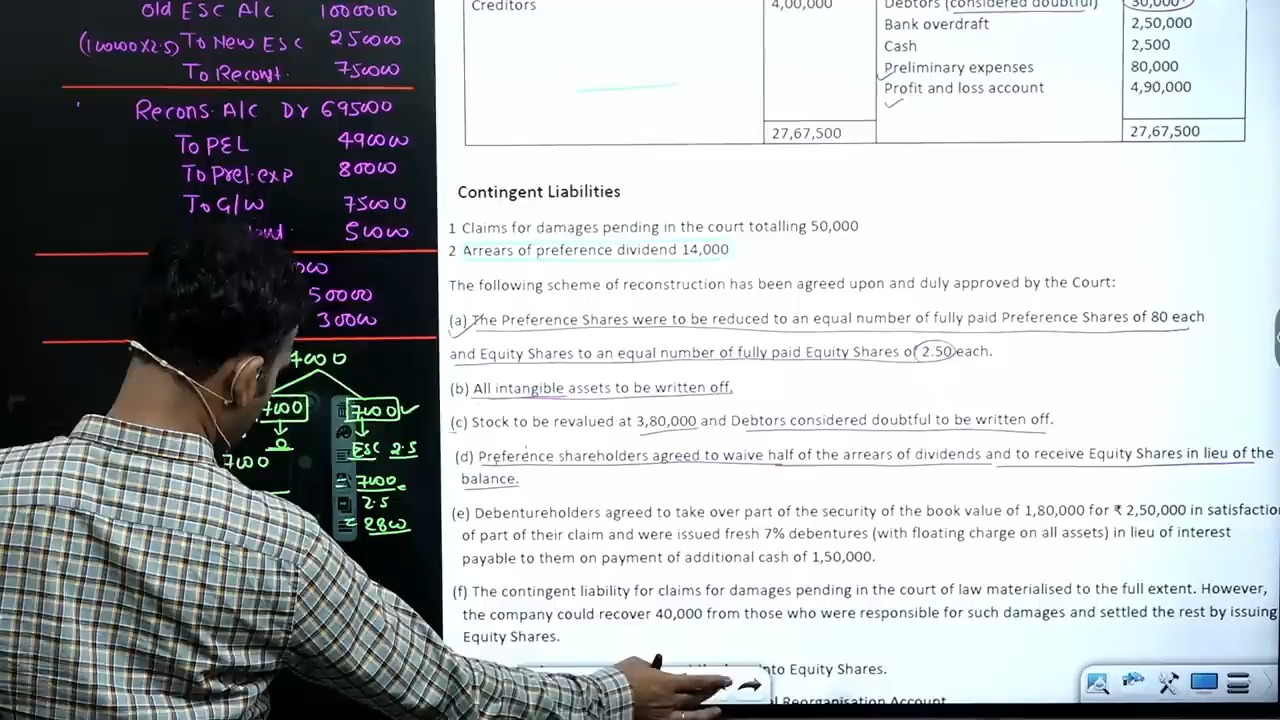 Old ESC A/c 1000000
(100000X2.5) To New ESC 250000
To Reconst. 750000
Recons. A/C Dr 695000
To P&L 490000
To Prel. exp 80000
To G/W 75000
50000
50000
30000
7000
7000
0
ESC 2.5
7000
= 7000
2.5
= 2800
Creditors 4,00,000 Debtors (considered doubtful) 30,000
Bank overdraft 2,50,000
Cash 2,500
Preliminary expenses 80,000
Profit and loss account 4,90,000
27,67,500 27,67,500
Contingent Liabilities
1 Claims for damages pending in the court totalling 50,000
2 Arrears of preference dividend 14,000
The following scheme of reconstruction has been agreed upon and duly approved by the Court:
(a) The Preference Shares were to be reduced to an equal number of fully paid Preference Shares of 80 each
and Equity Shares to an equal number of fully paid Equity Shares of 2.50 each.
(b) All intangible assets to be written off.
(c) Stock to be revalued at 3,80,000 and Debtors considered doubtful to be written off.
(d) Preference shareholders agreed to waive half of the arrears of dividends and to receive Equity Shares in lieu of the
balance.
(e) Debentureholders agreed to take over part of the security of the book value of 1,80,000 for ₹ 2,50,000 in satisfactio
of part of their claim and were issued fresh 7% debentures (with floating charge on all assets) in lieu of interest
payable to them on payment of additional cash of 1,50,000.
(f) The contingent liability for claims for damages pending in the court of law materialised to the full extent. However,
the company could recover 40,000 from those who were responsible for such damages and settled the rest by issuing
Equity Shares.
into Equity Shares.
Reorganisation Account